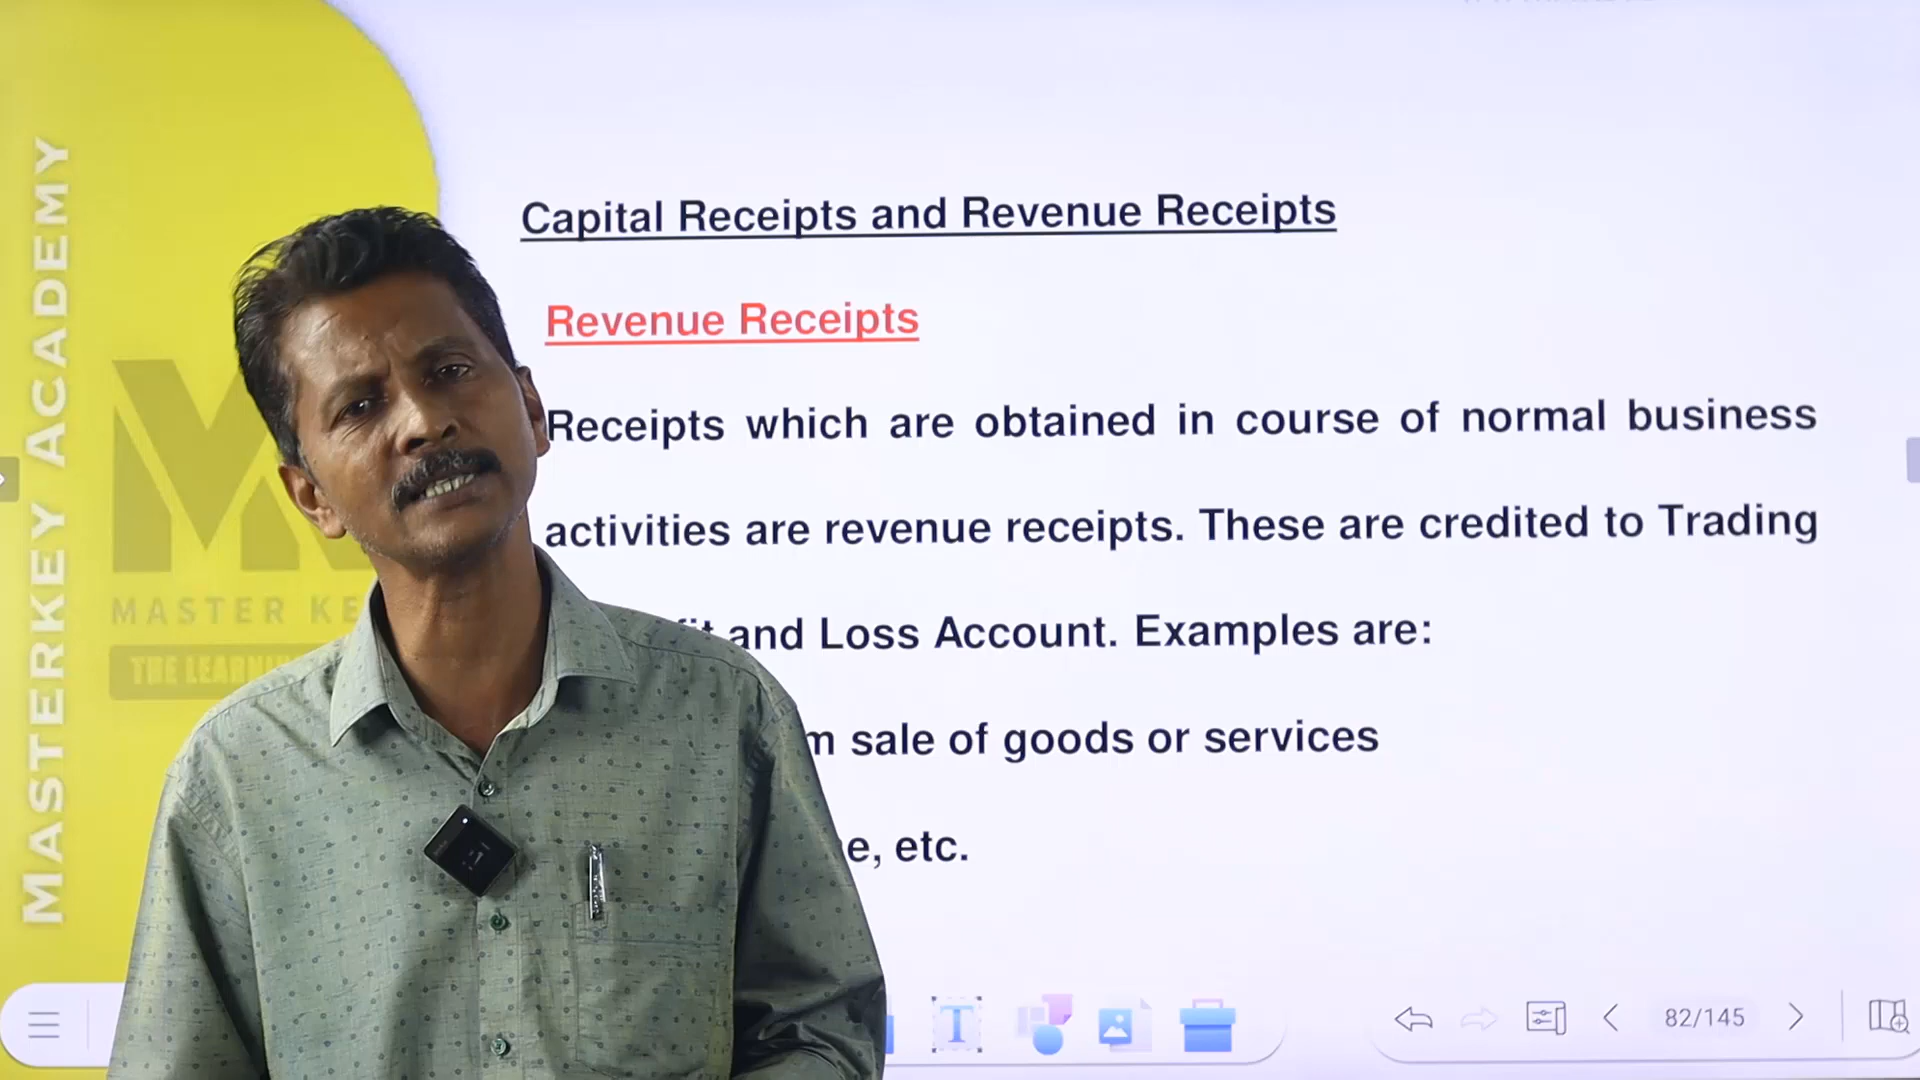 Capital Receipts and Revenue Receipts
Revenue Receipts
Receipts which are obtained in course of normal business
activities are revenue receipts. These are credited to Trading
and Loss Account. Examples are:
sale of goods or services
etc.
MASTERKEY ACADEMY
MASTER
THE
T
82/145